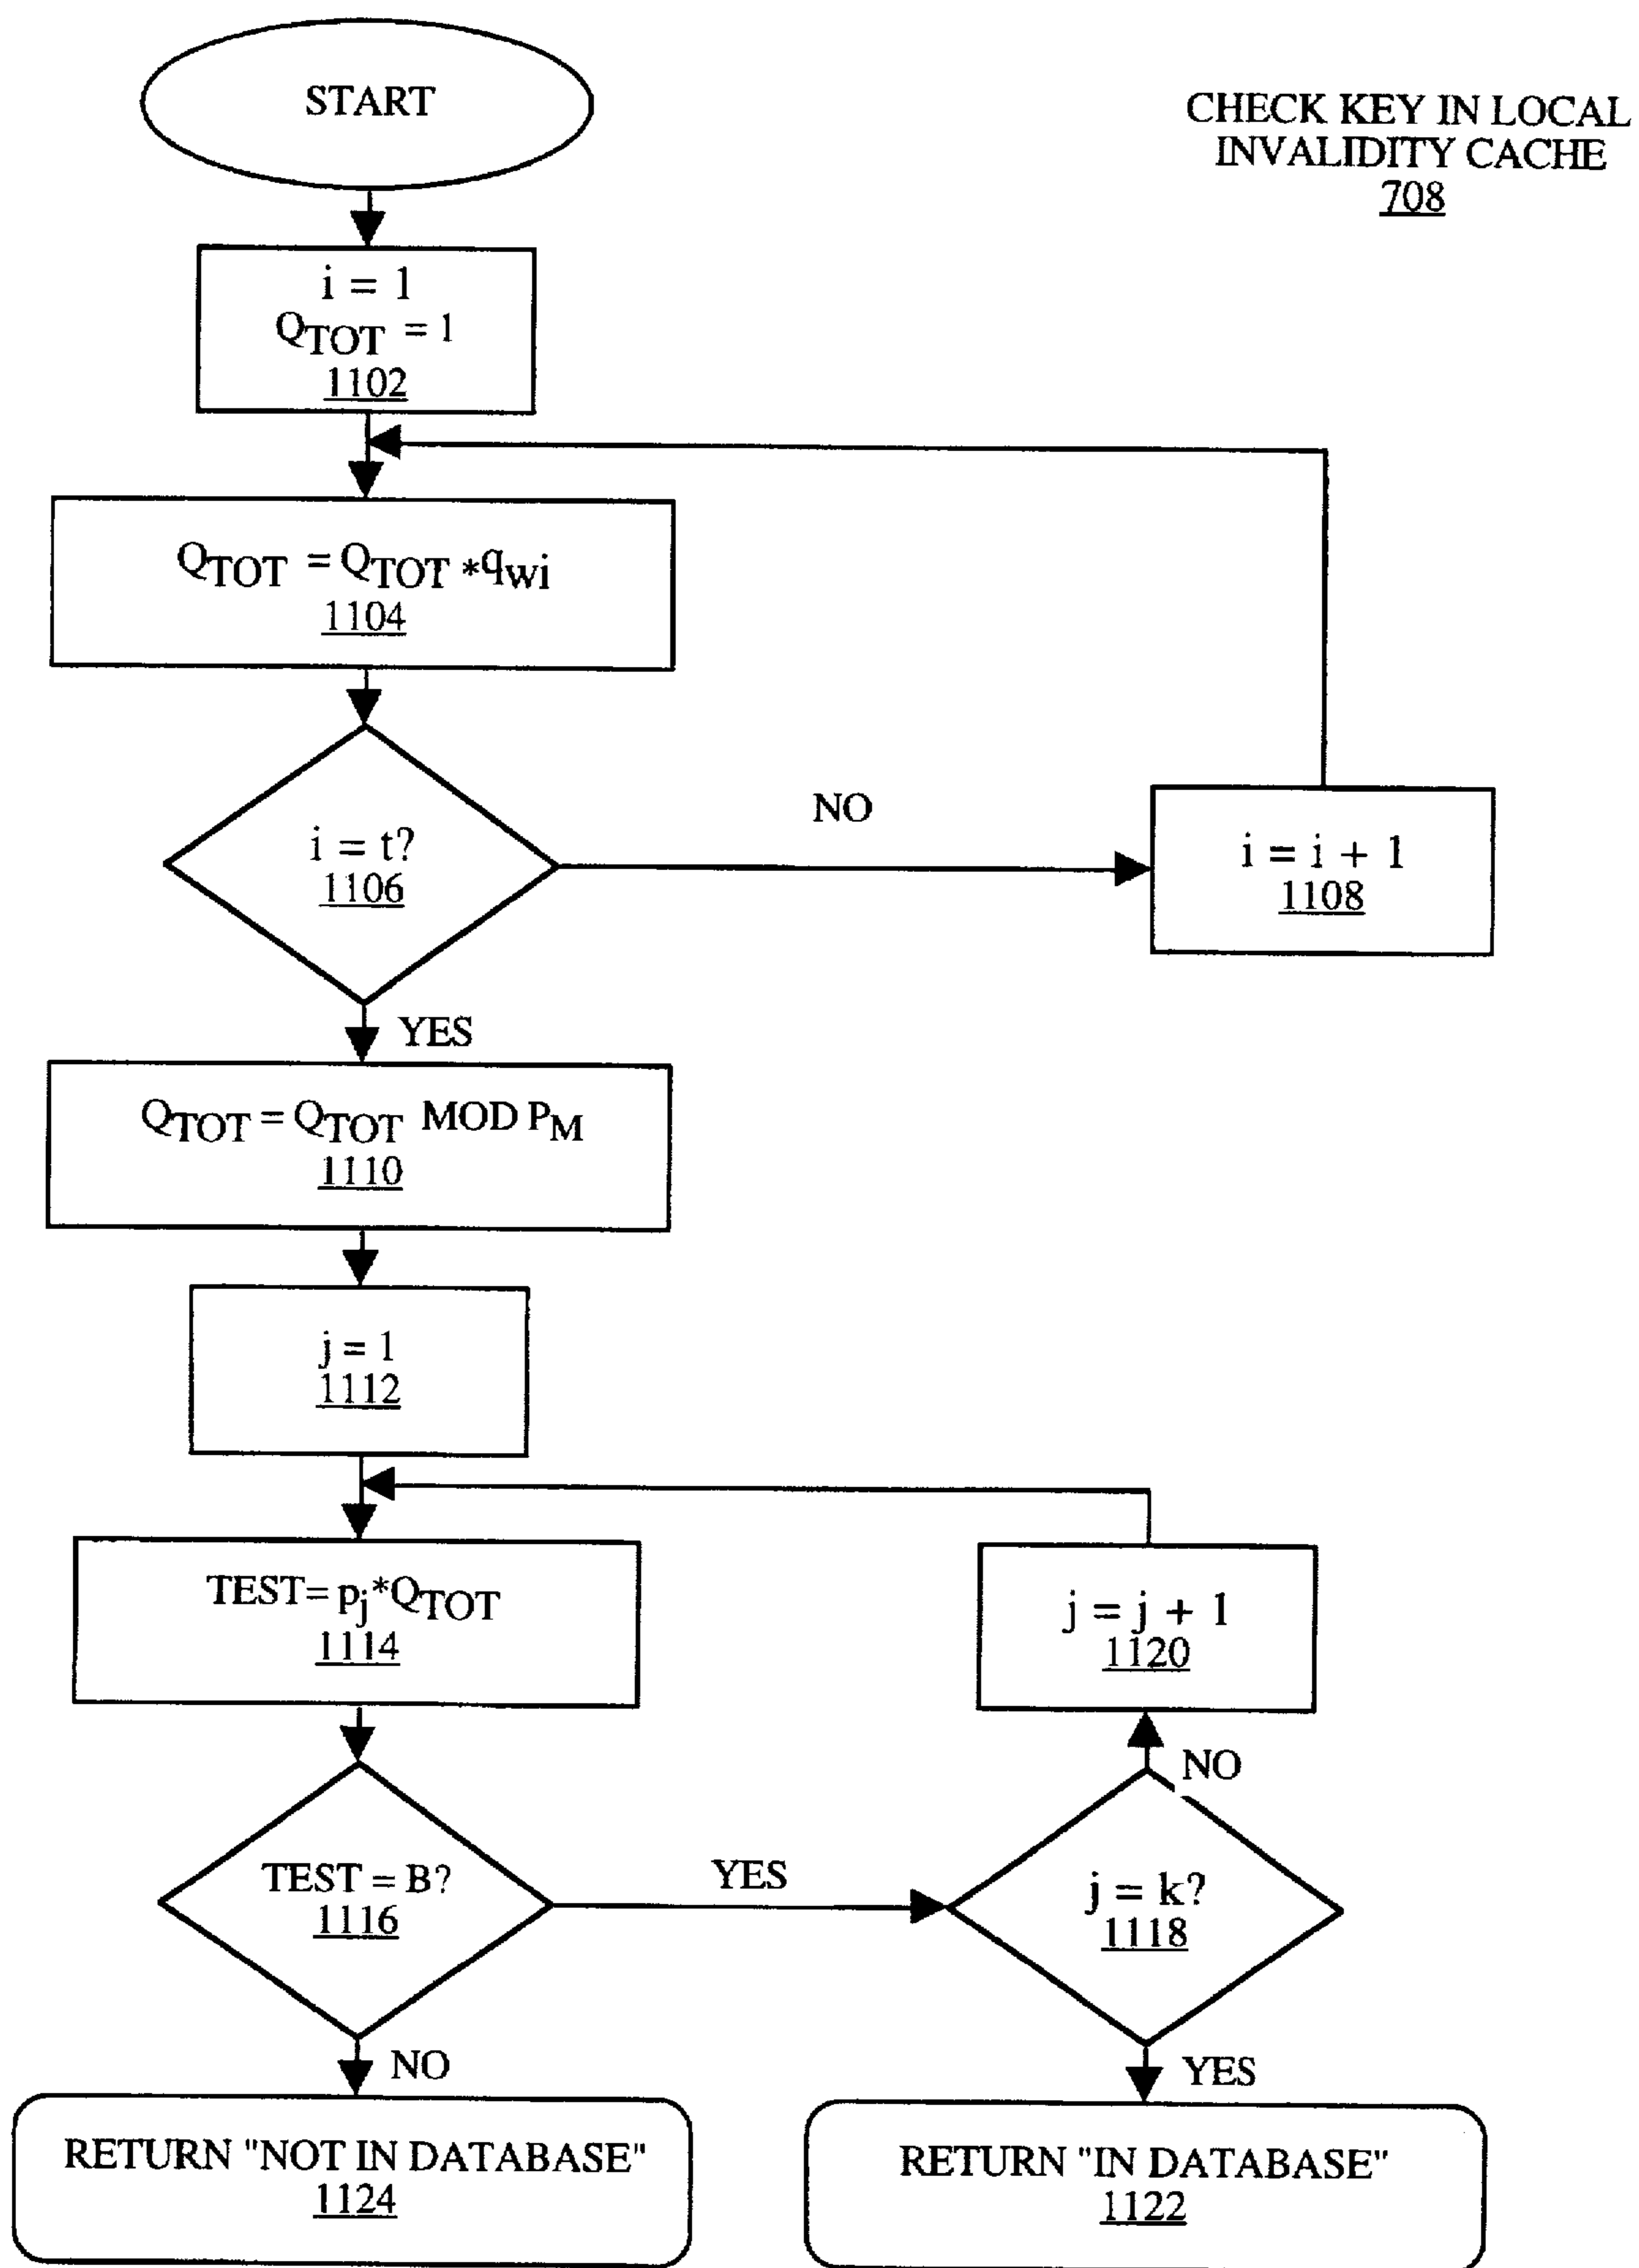 START
CHECK KEY IN LOCAL
INVALIDITY CACHE
708
i = 1
QTOT = 1
1102
QTOT = QTOT *qwi
1104
i = t?
1106
NO
i = i + 1
1108
YES
QTOT = QTOT MOD PM
1110
j = 1
1112
TEST= pj*QTOT
1114
j = j + 1
1120
NO
TEST = B?
1116
YES
j = k?
1118
NO
YES
RETURN "NOT IN DATABASE"
1124
RETURN "IN DATABASE"
1122